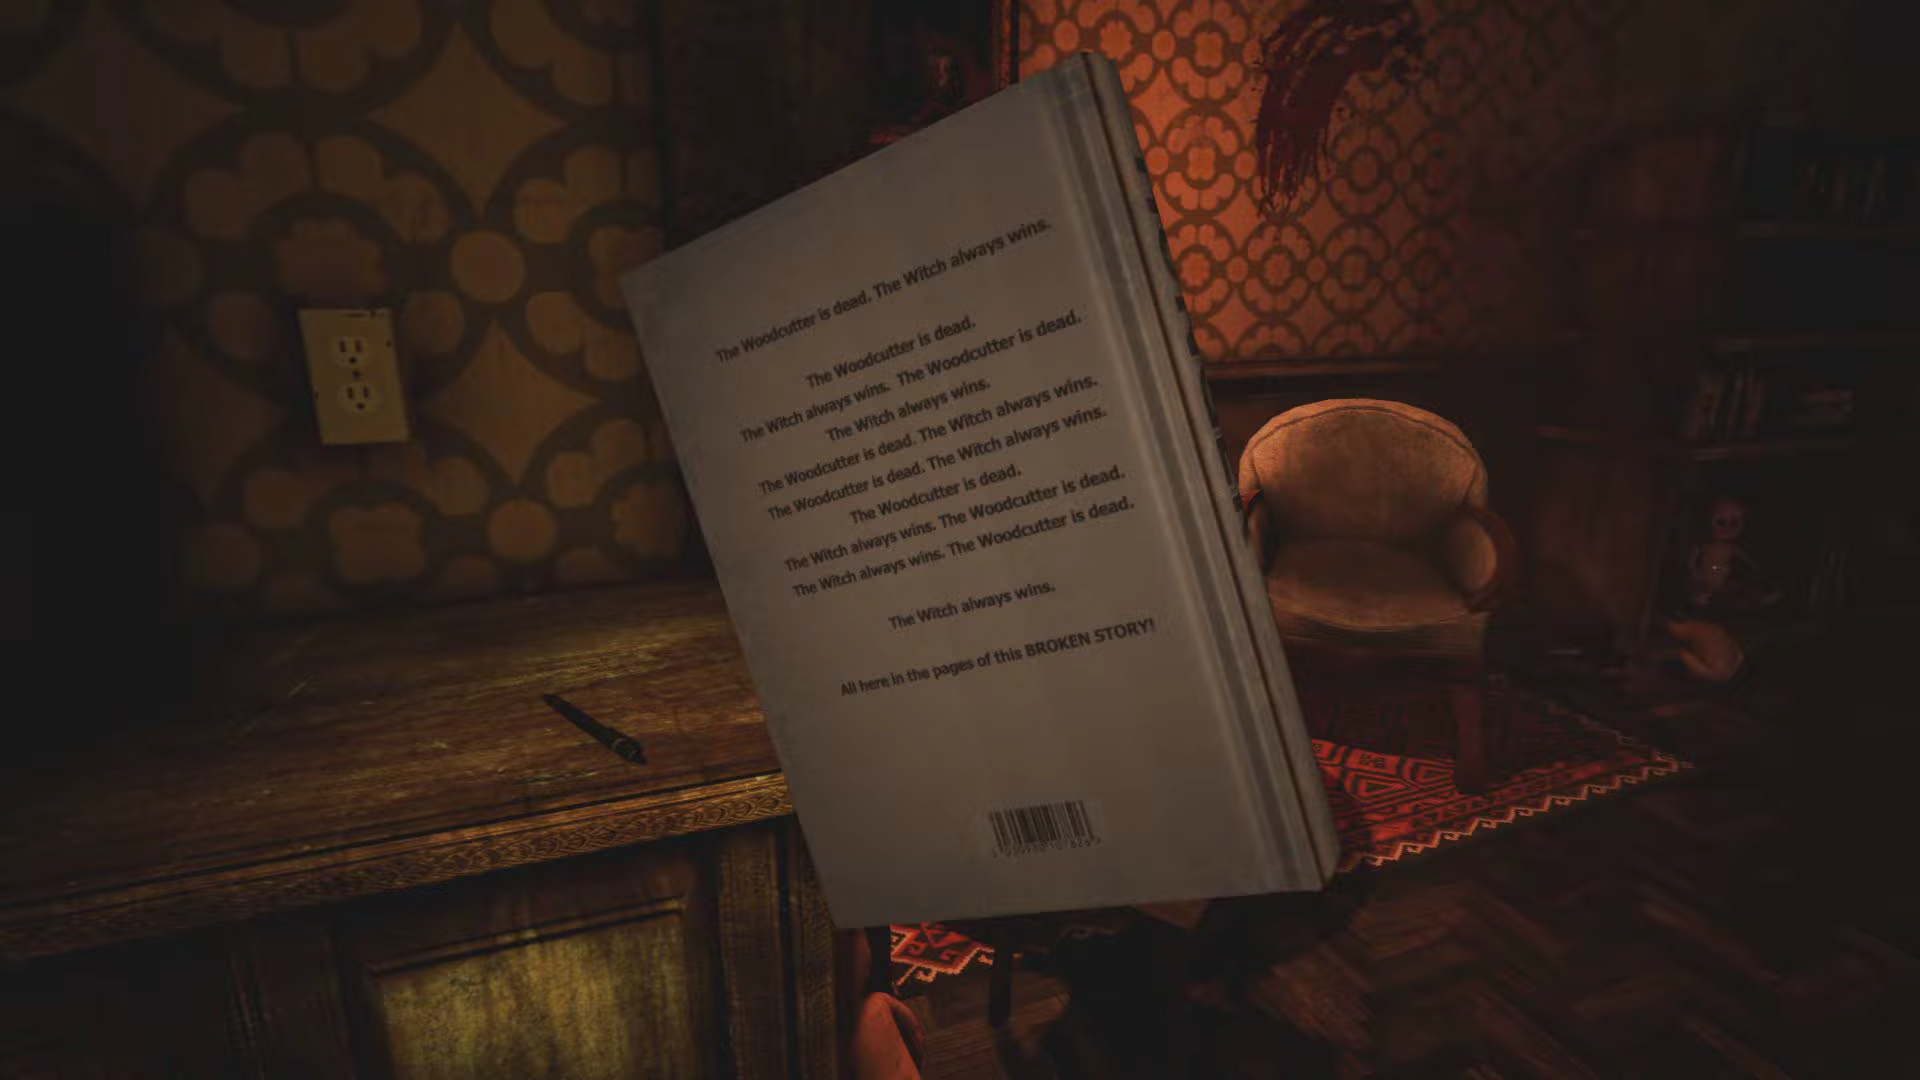 The Woodcutter is dead. The Witch always wins.
The Woodcutter is dead.
The Witch always wins. The Woodcutter is dead.
The Witch always wins.
The Woodcutter is dead. The Witch always wins.
The Woodcutter is dead. The Witch always wins.
The Woodcutter is dead.
The Witch always wins. The Woodcutter is dead.
The Witch always wins. The Woodcutter is dead.
The Witch always wins.
All here in the pages of this BROKEN STORY!